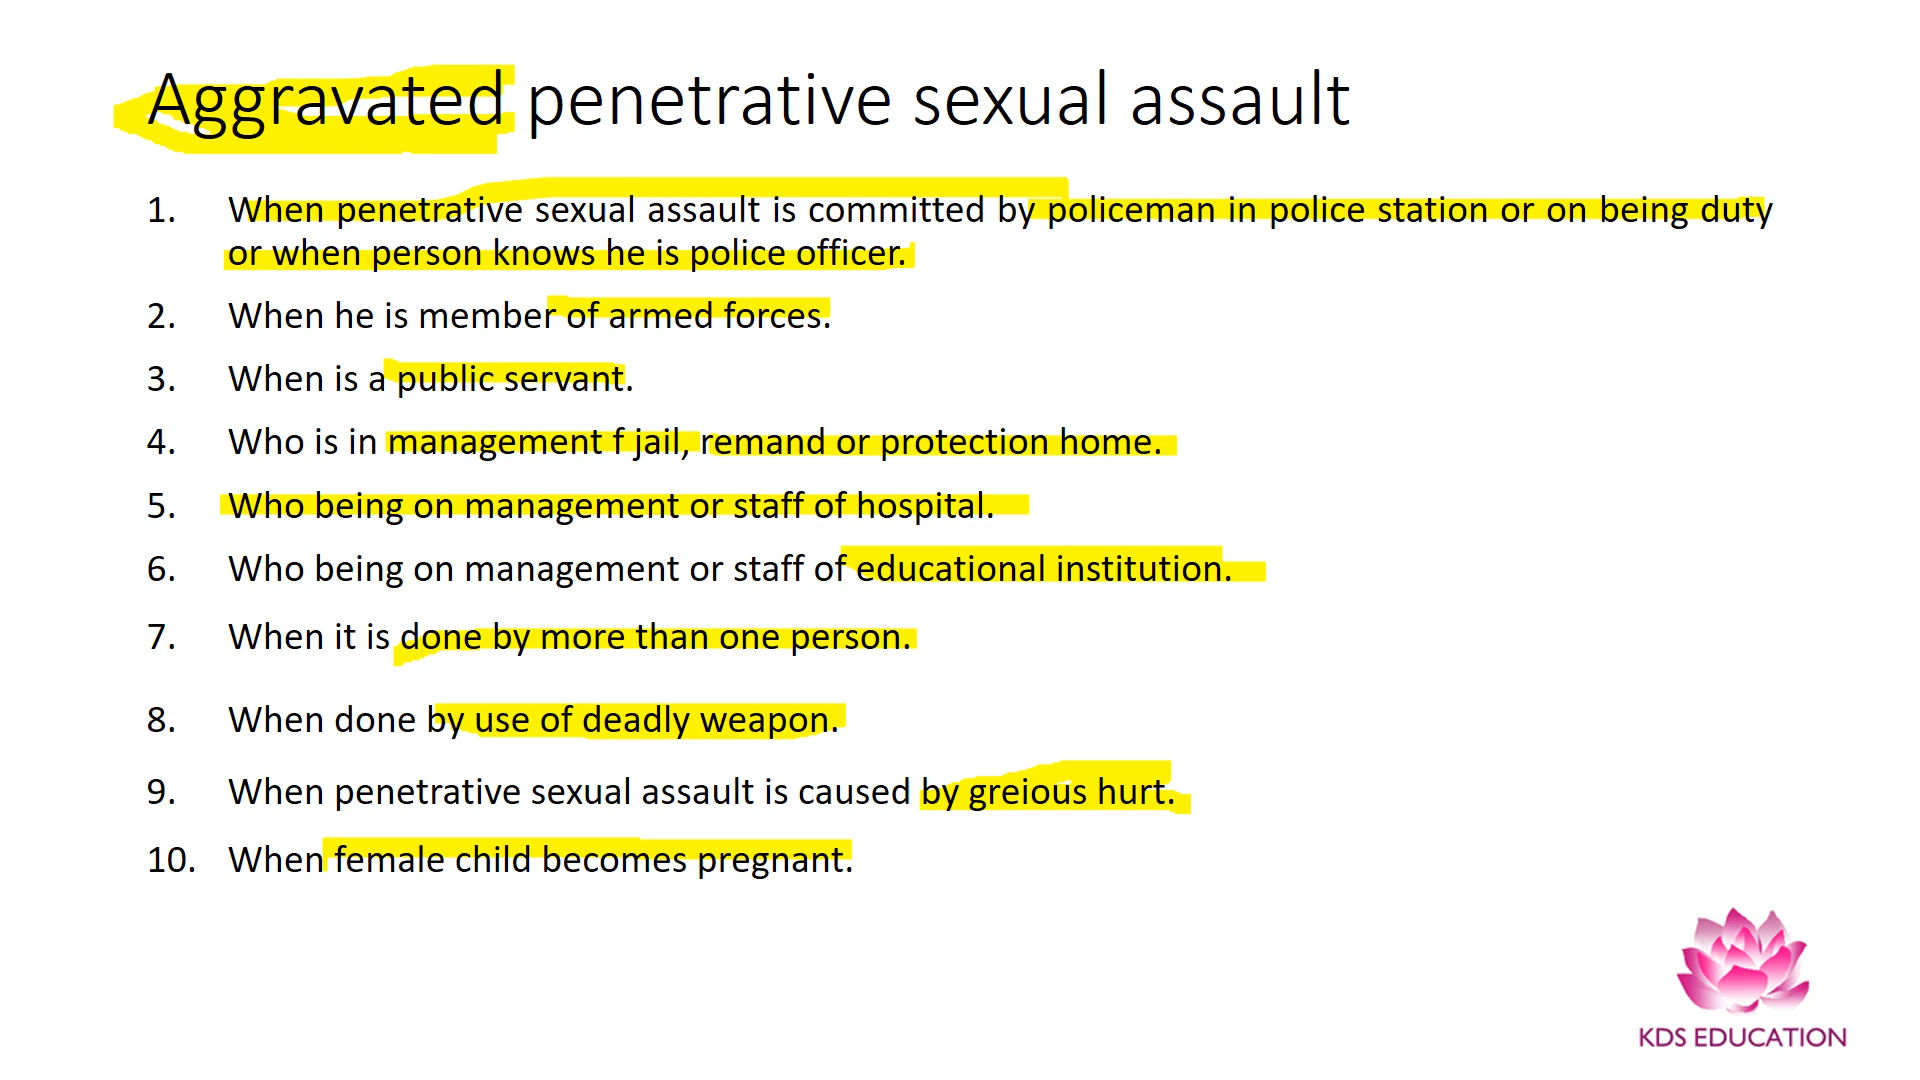 Aggravated penetrative sexual assault
1. When penetrative sexual assault is committed by policeman in police station or on being duty
or when person knows he is police officer.
2. When he is member of armed forces.
3. When is a public servant.
4. Who is in management f jail, remand or protection home.
5. Who being on management or staff of hospital.
6. Who being on management or staff of educational institution.
7. When it is done by more than one person.
8. When done by use of deadly weapon.
9. When penetrative sexual assault is caused by greious hurt.
10. When female child becomes pregnant.
KDS EDUCATION